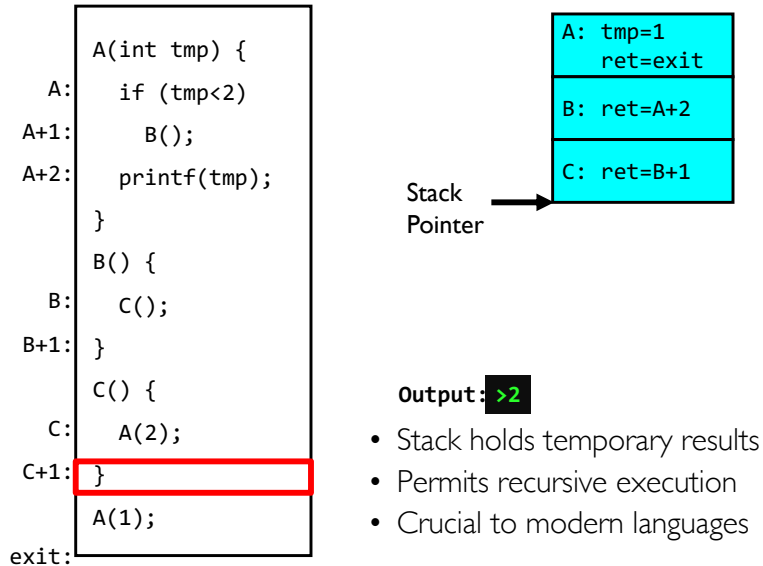 A(int tmp) {
A: if (tmp<2)
A+1: B();
A+2: printf(tmp);
}
B() {
B: C();
B+1: }
C() {
C: A(2);
C+1: }
A(1);
exit:
A: tmp=1
ret=exit
B: ret=A+2
C: ret=B+1
Stack
Pointer
Output: >2
• Stack holds temporary results
• Permits recursive execution
• Crucial to modern languages